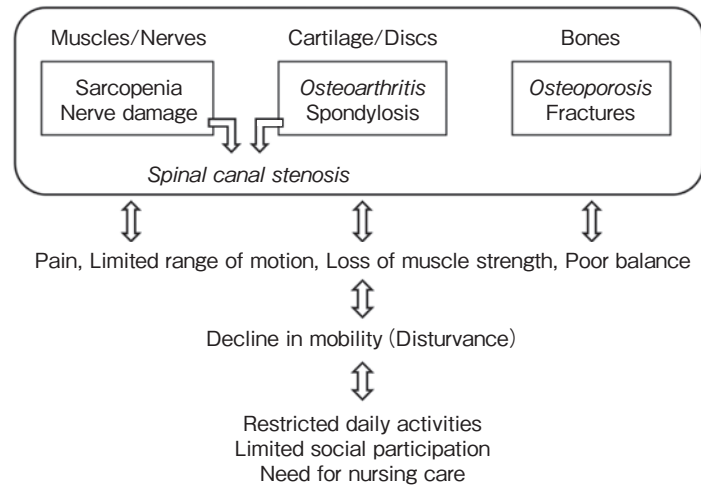 Muscles/Nerves Cartilage/Discs Bones
Sarcopenia
Nerve damage
Osteoarthritis
Spondylosis
Osteoporosis
Fractures
Spinal canal stenosis
Pain, Limited range of motion, Loss of muscle strength, Poor balance
Decline in mobility (Disturvance)
Restricted daily activities
Limited social participation
Need for nursing care